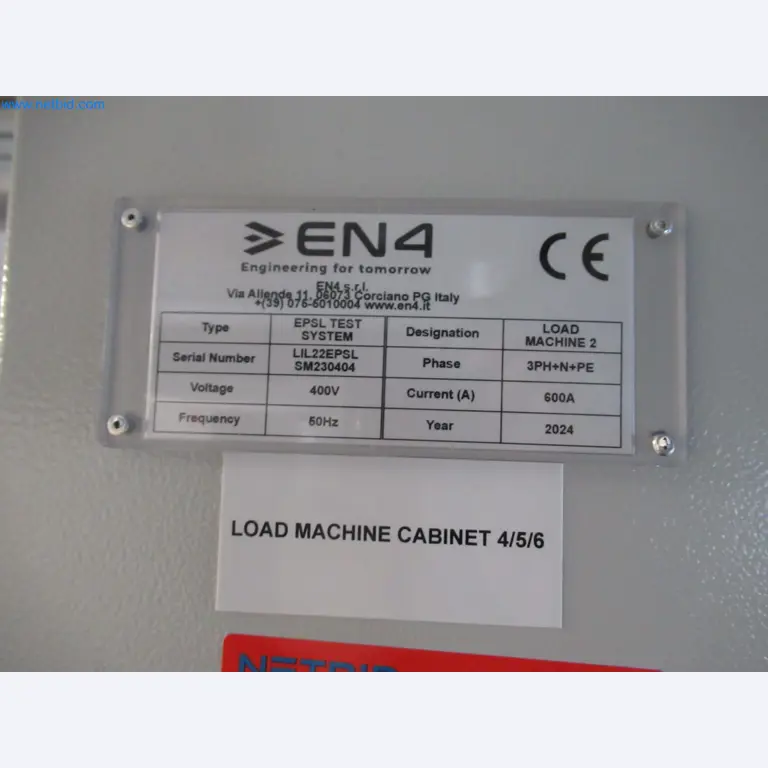 www.netbid.com
EN4
Engineering for tomorrow
EN4 s.r.l.
Via Allende 11, 06073 Corciano PG Italy
+(39) 075-5010004 www.en4.it
CE
Type EPSL TEST SYSTEM Designation LOAD MACHINE 2
Serial Number LIL22EPSL SM230404 Phase 3PH+N+PE
Voltage 400V Current (A) 600A
Frequency 50Hz Year 2024
LOAD MACHINE CABINET 4/5/6
NETBID